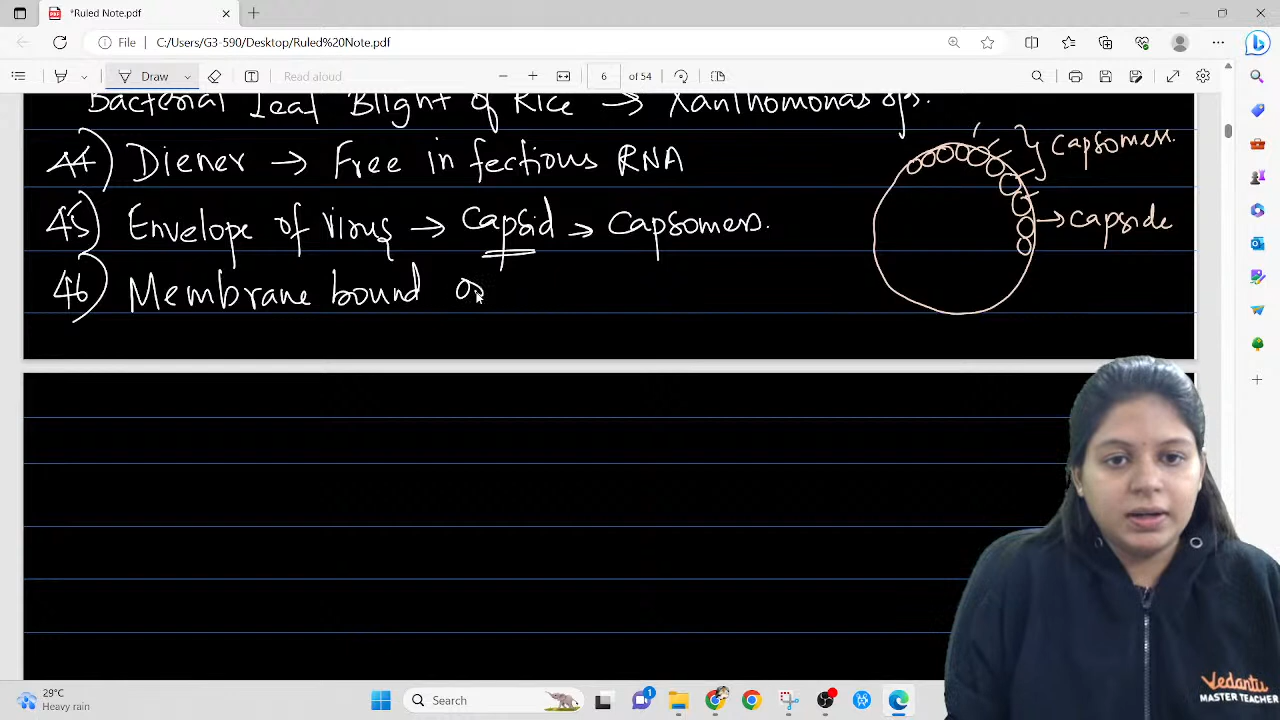 *Ruled Note.pdf
File C:/Users/G3-590/Desktop/Ruled%20Note.pdf
Draw Read aloud 6 of 54
Bacterial Leaf Blight of Rice → Xanthomonas
44) Diener → Free infectious RNA
45) Envelope of virus → Capsid → Capsomers.
46) Membrane bound
capsomers.
→ capside
Vedantu
MASTER TEACHER
29°C
Heavy rain
Search
1